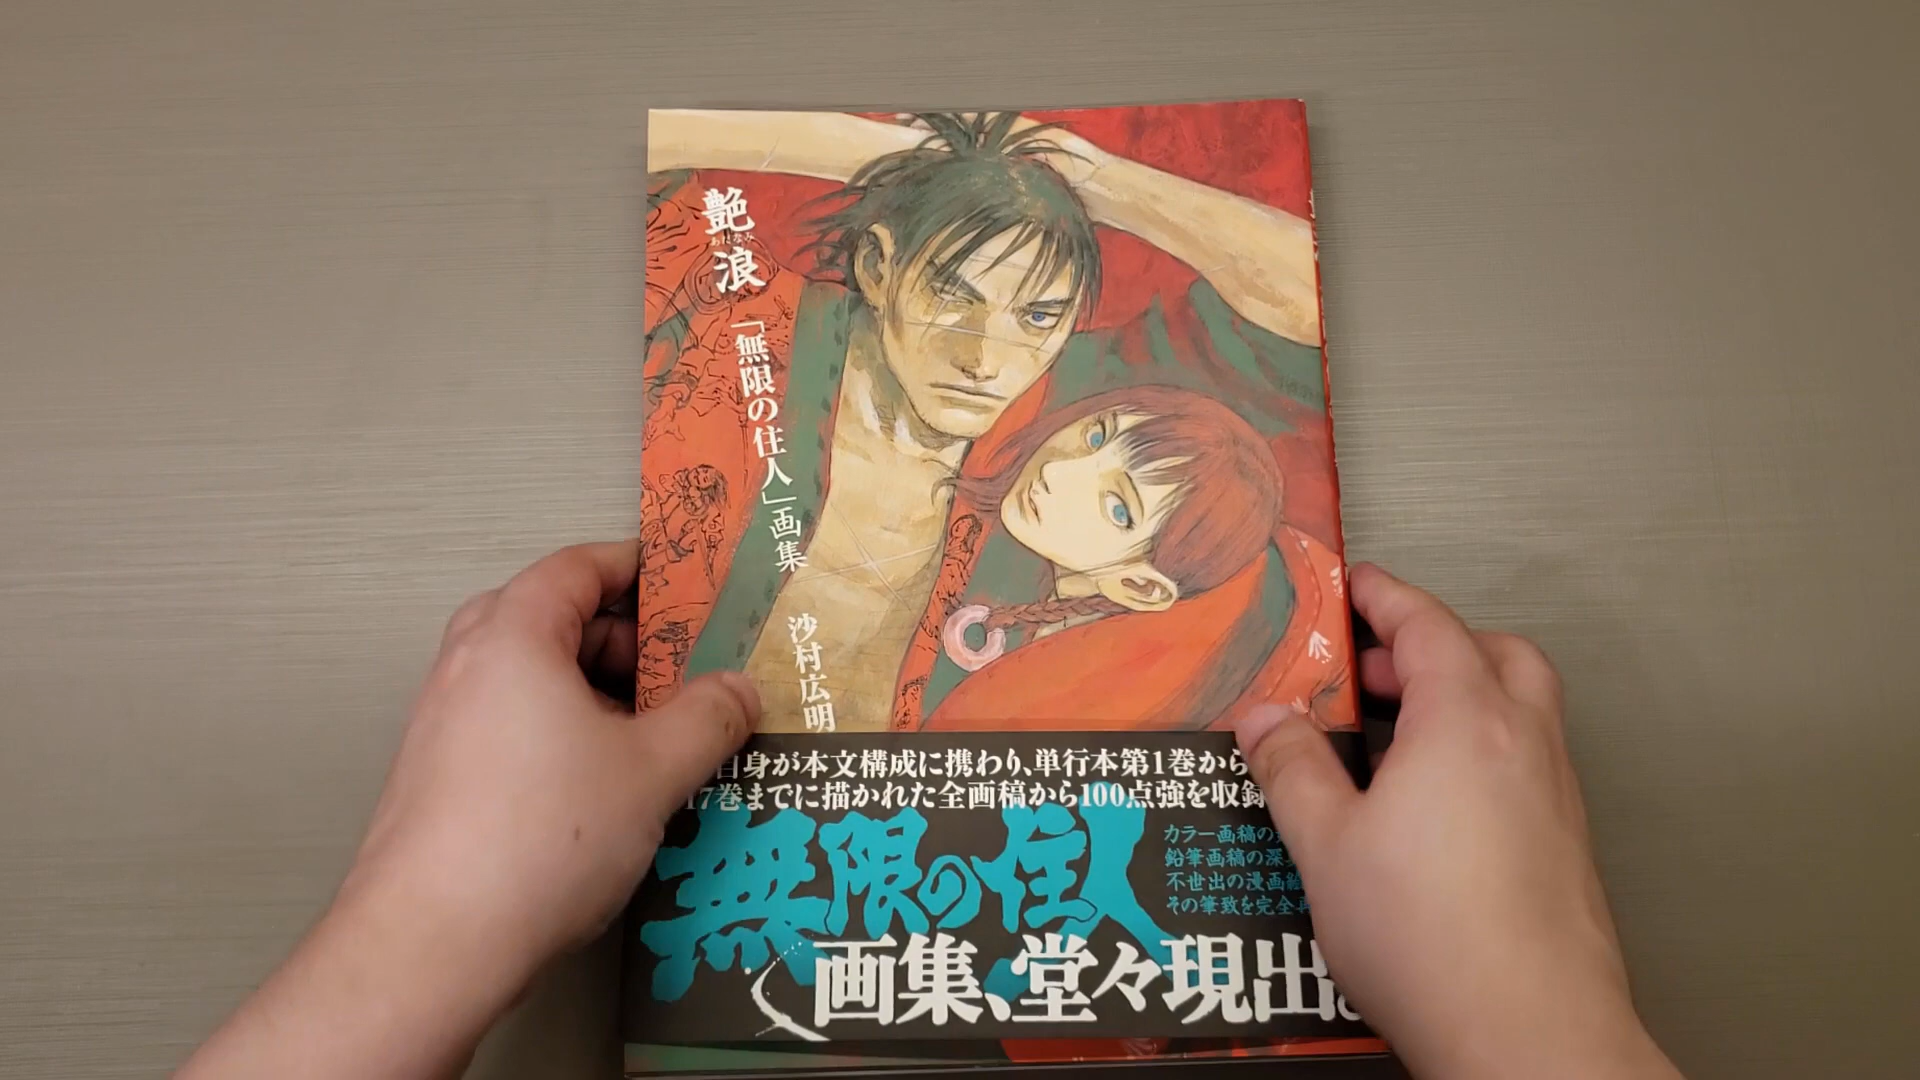 艶
あだなみ
浪
「無限の住人」画集
沙村広明
自身が本文構成に携わり、単行本第1巻から
17巻までに描かれた全画稿から100点強を収録
無限の住人
カラー画稿の
鉛筆画稿の深
不世出の漫画
その筆致を完全
画集、堂々現出。